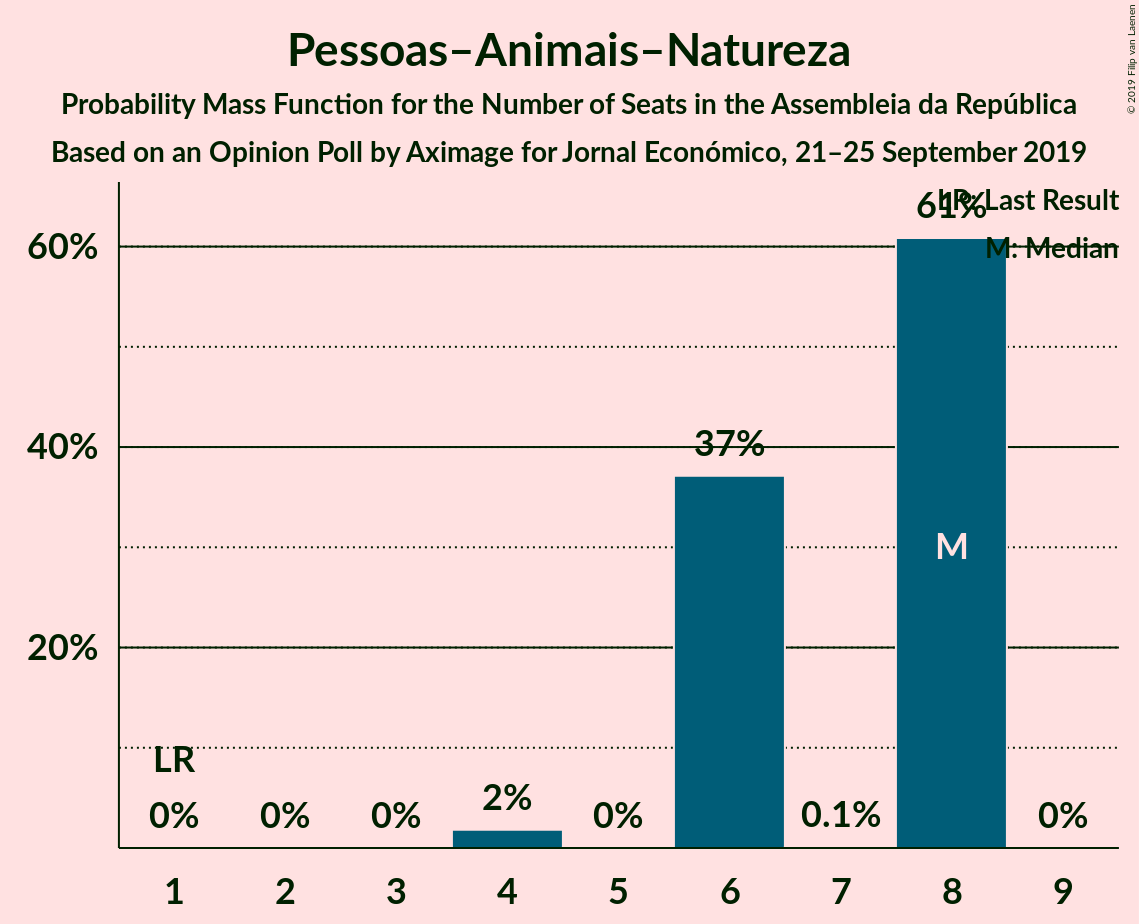 Pessoas–Animais–Natureza
Probability Mass Function for the Number of Seats in the Assembleia da República
Based on an Opinion Poll by Aximage for Jornal Económico, 21–25 September 2019
© 2019 Filip van Laenen
LR: Last Result
M: Median
61%
60%
40%
37%
M
20%
LR
0%
0%
0%
2%
0%
0.1%
0%
1
2
3
4
5
6
7
8
9